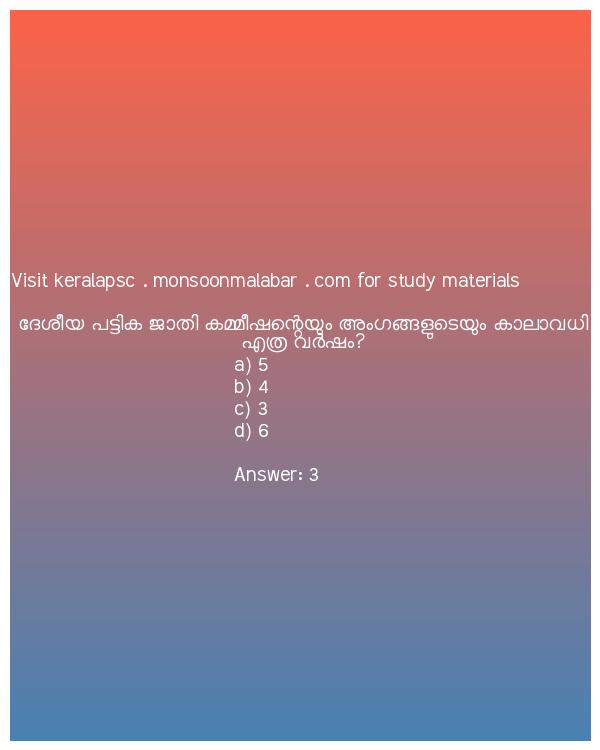 Visit keralapsc . monsoonmalabar . com for study materials
ദേശീയ പട്ടിക ജാതി കമ്മീഷന്റെയും അംഗങ്ങളുടെയും കാലാവധി
എത്ര വർഷം?
a) 5
b) 4
c) 3
d) 6
Answer: 3